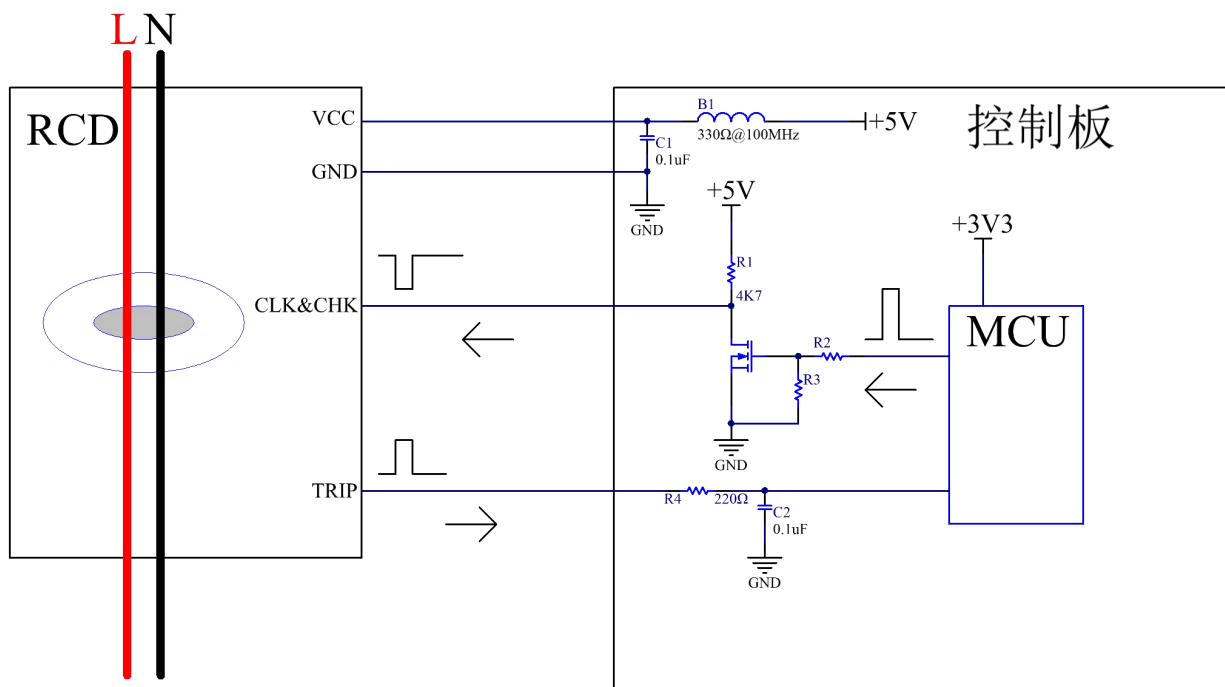 L N
RCD
VCC
GND
CLK&CHK
TRIP
控制板
B1
330Ω@100MHz
+5V
C1
0.1uF
GND
+5V
R1
4K7
+3V3
MCU
R2
R3
GND
R4
220Ω
C2
0.1uF
GND